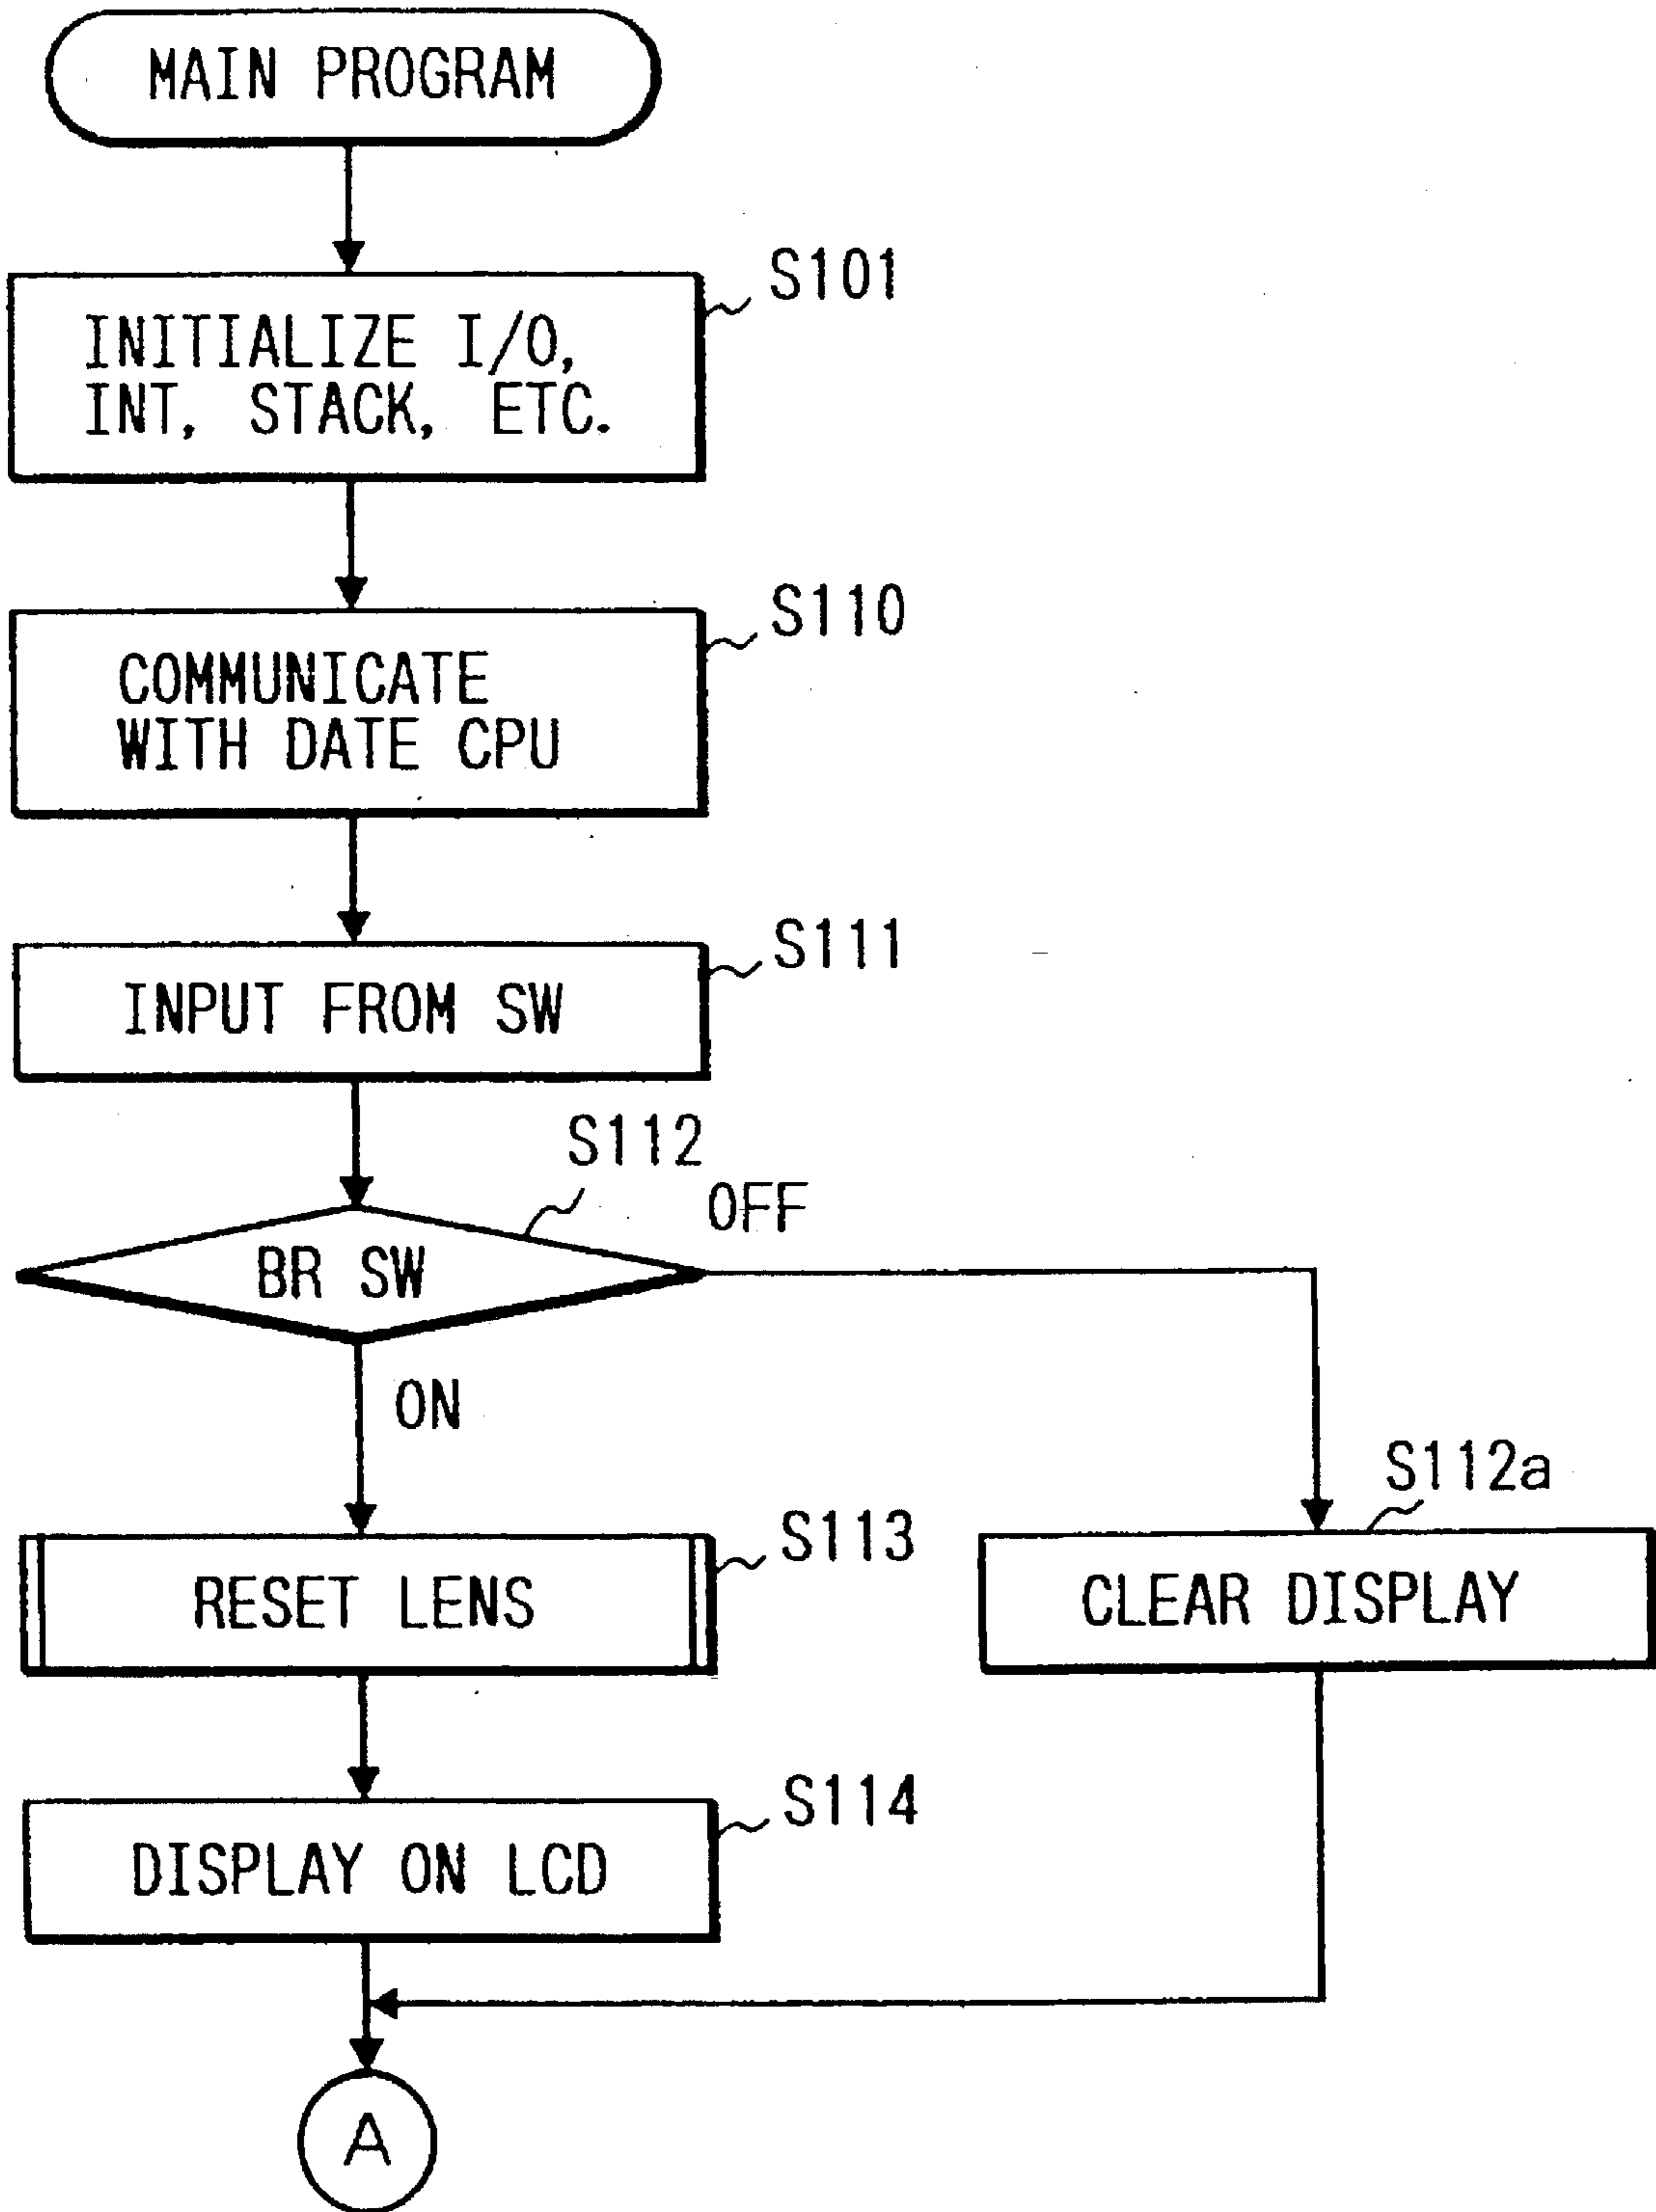 MAIN PROGRAM
S101
INITIALIZE I/O,
INT, STACK, ETC.
S110
COMMUNICATE
WITH DATE CPU
S111
INPUT FROM SW
S112
OFF
BR SW
ON
S112a
S113
RESET LENS
CLEAR DISPLAY
S114
DISPLAY ON LCD
A